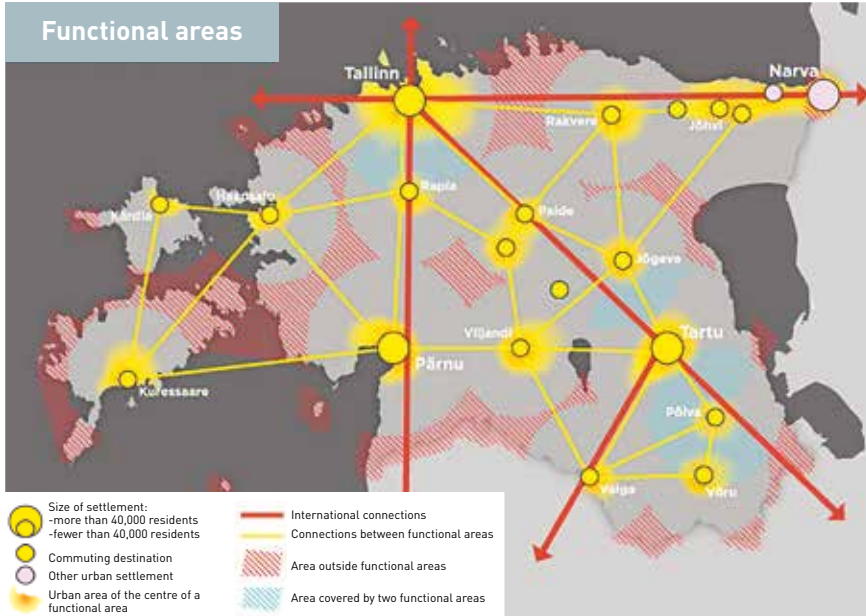 Functional areas
Tallinn
Narva
Rakvere
Jõhvi
Kärdla
Haapsalu
Rapla
Paide
Jõgeva
Viljandi
Tartu
Pärnu
Kuressaare
Põlva
Valga
Võru
Size of settlement:
-more than 40,000 residents
-fewer than 40,000 residents
Commuting destination
Other urban settlement
Urban area of the centre of a
functional area
International connections
Connections between functional areas
Area outside functional areas
Area covered by two functional areas